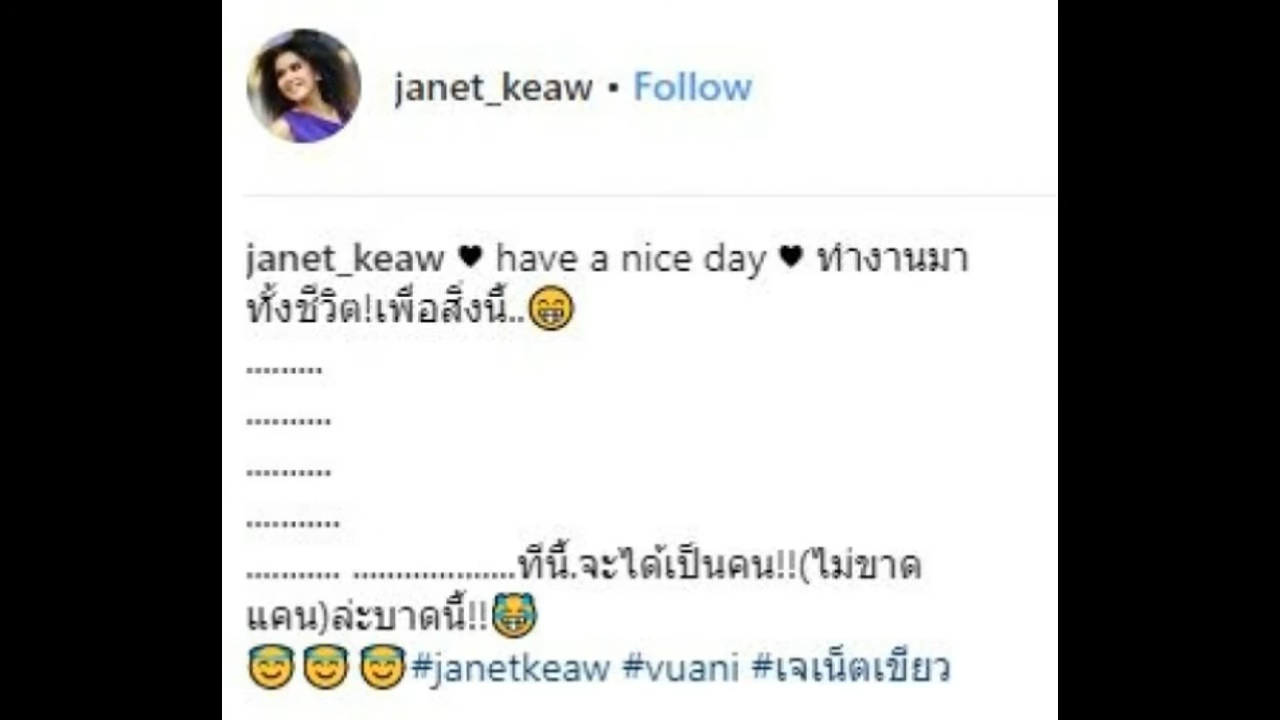 janet_keaw • Follow
janet_keaw ♥ have a nice day ♥ ทำงานมา
ทั้งชีวิต!เพื่อสิ่งนี้..😁
.........
..........
..........
...........
........... ...................ทีนี้.จะได้เป็นคน!!(ไม่ขาด
แคน)ล่ะบาดนี้!!😹
😇😇😇#janetkeaw #vuani #เจเน็ตเขียว